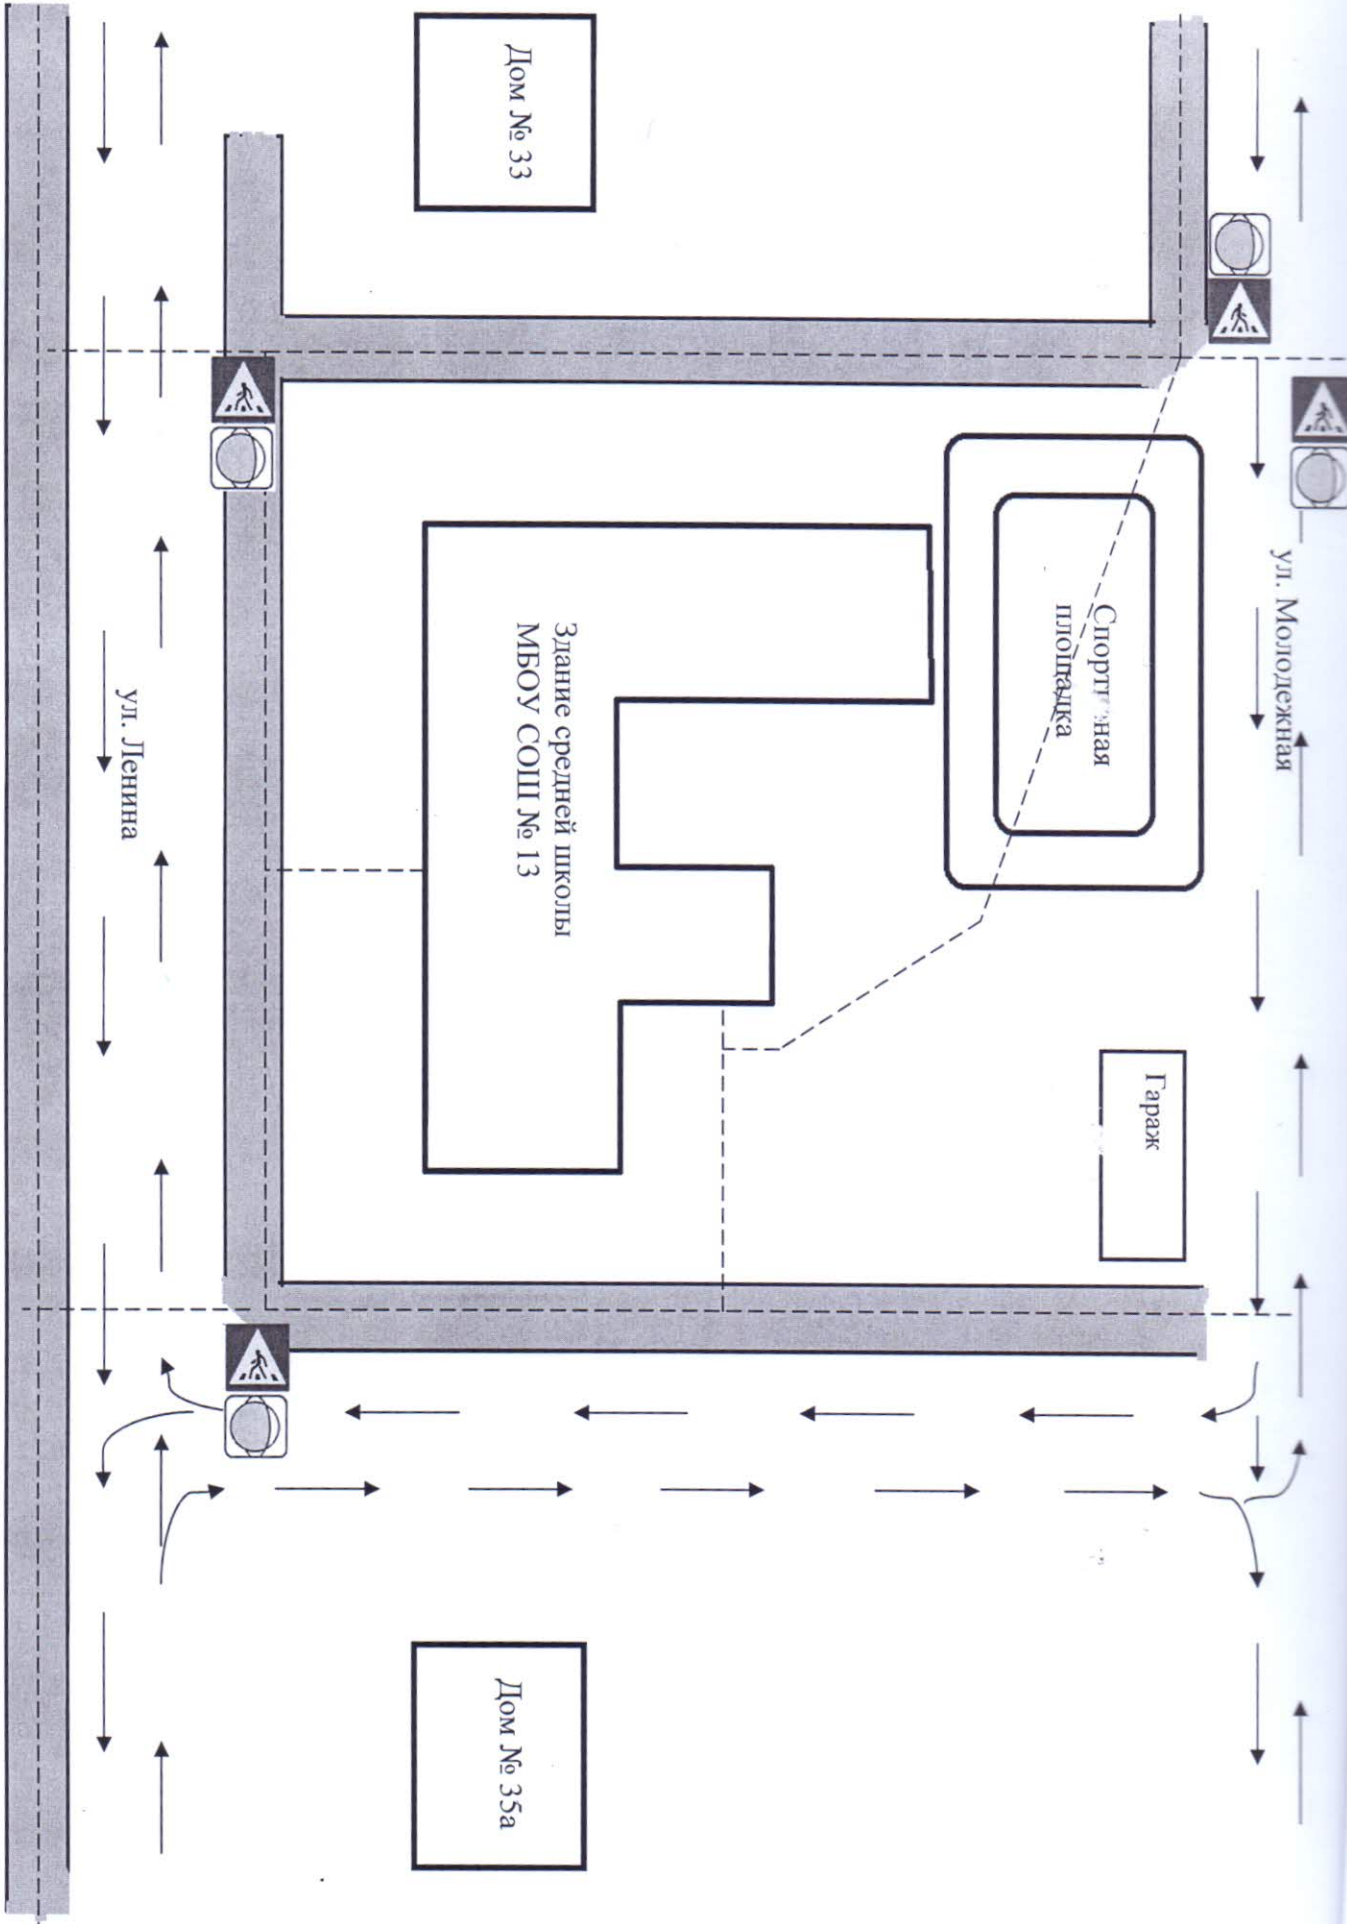 ул. Молодежная
Спортивная
площадка
Гараж
Дом № 33
Здание средней школы
МБОУ СОШ № 13
Дом № 35а
ул. Ленина